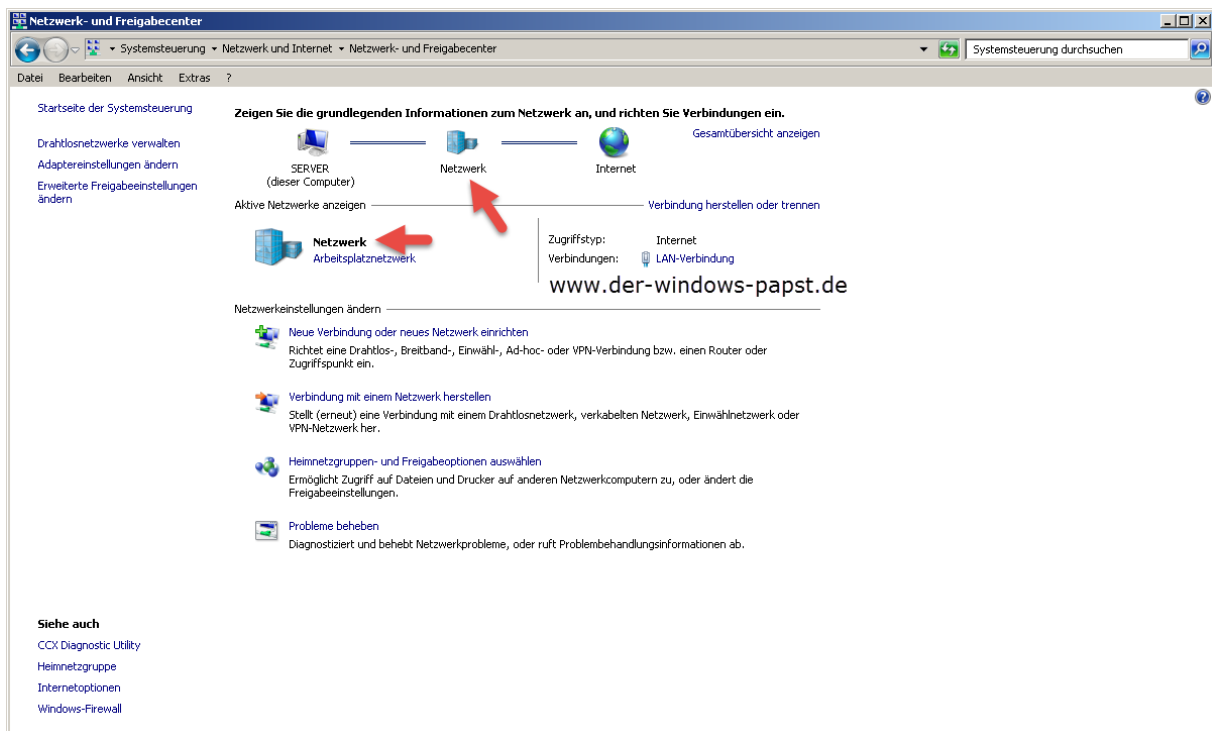 Netzwerk- und Freigabecenter
Systemsteuerung Netzwerk und Internet Netzwerk- und Freigabecenter
Systemsteuerung durchsuchen
Datei Bearbeiten Ansicht Extras ?
Startseite der Systemsteuerung
Drahtlosnetzwerke verwalten
Adaptereinstellungen ändern
Erweiterte Freigabeeinstellungen
ändern
Siehe auch
CCX Diagnostic Utility
Heimnetzgruppe
Internetoptionen
Windows-Firewall
Zeigen Sie die grundlegenden Informationen zum Netzwerk an, und richten Sie Verbindungen ein.
Gesamtübersicht anzeigen
SERVER
(dieser Computer)
Netzwerk
Internet
Aktive Netzwerke anzeigen
Verbindung herstellen oder trennen
Netzwerk
Arbeitsplatznetzwerk
Zugriffstyp: Internet
Verbindungen: LAN-Verbindung
www.der-windows-papst.de
Netzwerkeinstellungen ändern
Neue Verbindung oder neues Netzwerk einrichten
Richtet eine Drahtlos-, Breitband-, Einwähl-, Ad-hoc- oder VPN-Verbindung bzw. einen Router oder
Zugriffspunkt ein.
Verbindung mit einem Netzwerk herstellen
Stellt (erneut) eine Verbindung mit einem Drahtlosnetzwerk, verkabelten Netzwerk, Einwählnetzwerk oder
VPN-Netzwerk her.
Heimnetzgruppen- und Freigabeoptionen auswählen
Ermöglicht Zugriff auf Dateien und Drucker auf anderen Netzwerkcomputern zu, oder ändert die
Freigabeeinstellungen.
Probleme beheben
Diagnostiziert und behebt Netzwerkprobleme, oder ruft Problembehandlungsinformationen ab.